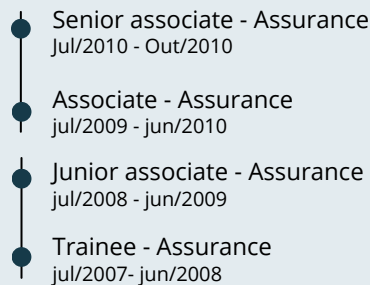 Senior associate - Assurance
Jul/2010 - Out/2010
Associate - Assurance
jul/2009 - jun/2010
Junior associate - Assurance
jul/2008 - jun/2009
Trainee - Assurance
jul/2007- jun/2008